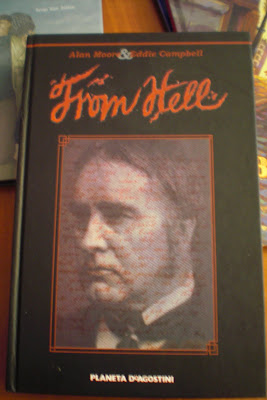 Alan Moore & Eddie Campbell
From Hell
PLANETA DeAGOSTINI